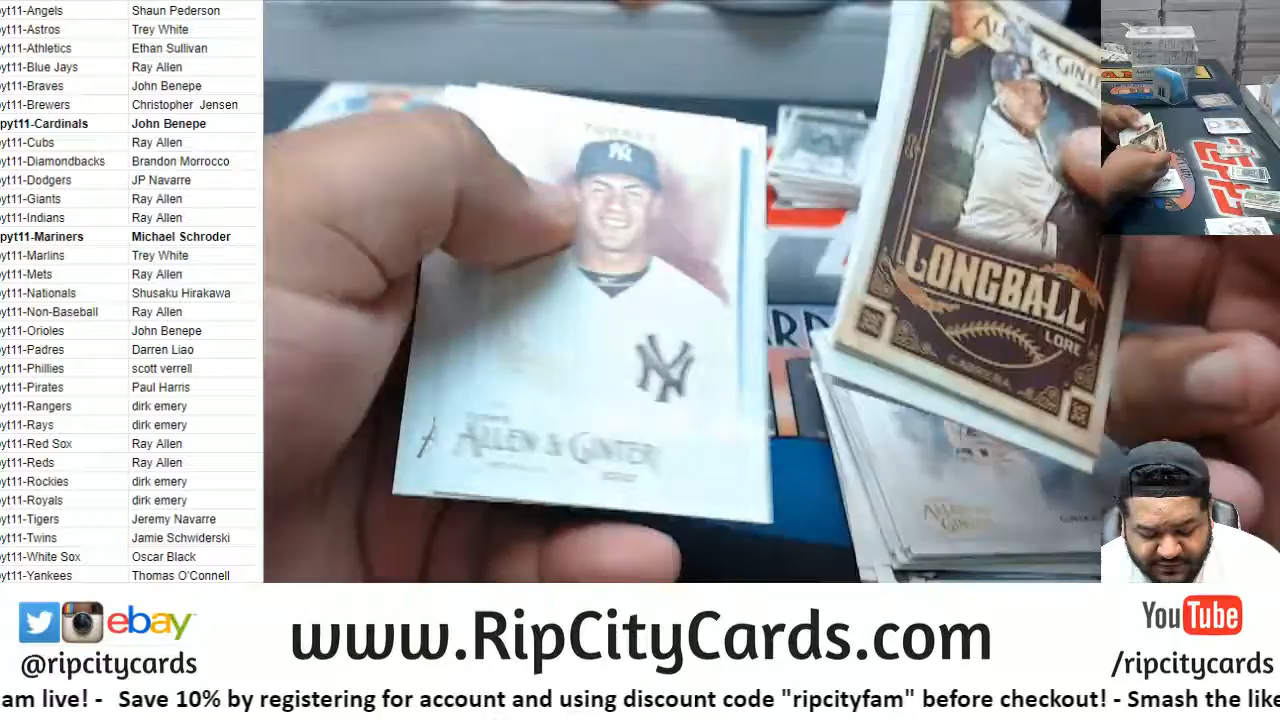 pyt11-Angels Shaun Pederson
pyt11-Astros Trey White
pyt11-Athletics Ethan Sullivan
pyt11-Blue Jays Ray Allen
pyt11-Braves John Benepe
pyt11-Brewers Christopher Jensen
pyt11-Cardinals John Benepe
pyt11-Cubs Ray Allen
pyt11-Diamondbacks Brandon Morrocco
pyt11-Dodgers JP Navarre
pyt11-Giants Ray Allen
pyt11-Indians Ray Allen
pyt11-Mariners Michael Schroder
pyt11-Marlins Trey White
pyt11-Mets Ray Allen
pyt11-Nationals Shusaku Hirakawa
pyt11-Non-Baseball Ray Allen
pyt11-Orioles John Benepe
pyt11-Padres Darren Liao
pyt11-Phillies scott verrell
pyt11-Pirates Paul Harris
pyt11-Rangers dirk emery
pyt11-Rays dirk emery
pyt11-Red Sox Ray Allen
pyt11-Reds Ray Allen
pyt11-Rockies dirk emery
pyt11-Royals dirk emery
pyt11-Tigers Jeremy Navarre
pyt11-Twins Jamie Schwiderski
pyt11-White Sox Oscar Black
pyt11-Yankees Thomas O'Connell
TORRES
NY
NY
ALLEN & GINTER
& GINT
LONGBALL
LORE
CABRERA
ALLEN &
GINTER
ebay
@ripcitycards
www.RipCityCards.com
YouTube
/ripcitycards
am live! - Save 10% by registering for account and using discount code "ripcityfam" before checkout! - Smash the like